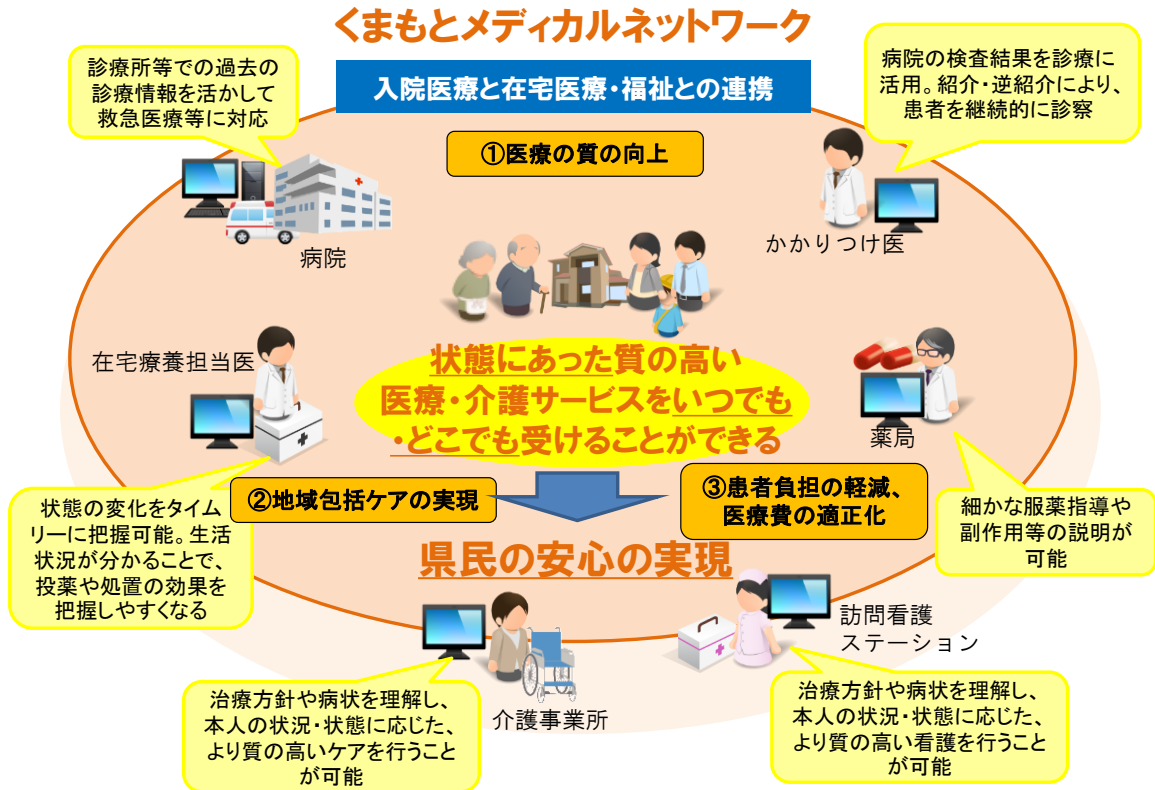 くまもとメディカルネットワーク
入院医療と在宅医療・福祉との連携
診療所等での過去の
診療情報を活かして
救急医療等に対応
病院の検査結果を診療に
活用。紹介・逆紹介により、
患者を継続的に診察
①医療の質の向上
病院
かかりつけ医
在宅療養担当医
状態にあった質の高い
医療・介護サービスをいつでも
・どこでも受けることができる
薬局
②地域包括ケアの実現
③患者負担の軽減、
医療費の適正化
状態の変化をタイム
リーに把握可能。生活
状況が分かることで、
投薬や処置の効果を
把握しやすくなる
細かな服薬指導や
副作用等の説明が
可能
県民の安心の実現
訪問看護
ステーション
介護事業所
治療方針や病状を理解し、
本人の状況・状態に応じた、
より質の高いケアを行うこと
が可能
治療方針や病状を理解し、
本人の状況・状態に応じた、
より質の高い看護を行うこと
が可能